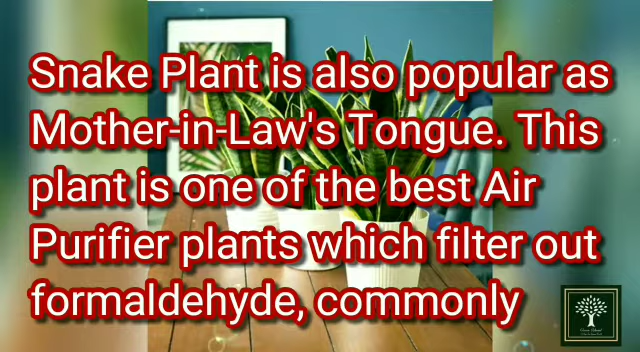 Snake Plant is also popular as
Mother-in-Law's Tongue. This
plant is one of the best Air
Purifier plants which filter out
formaldehyde, commonly